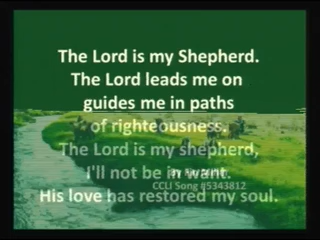 The Lord is my Shepherd.
The Lord leads me on
guides me in paths
of righteousness.
The Lord is my shepherd,
I'll not be in want.
His love has restored my soul.
By
CCLI Song #5343812